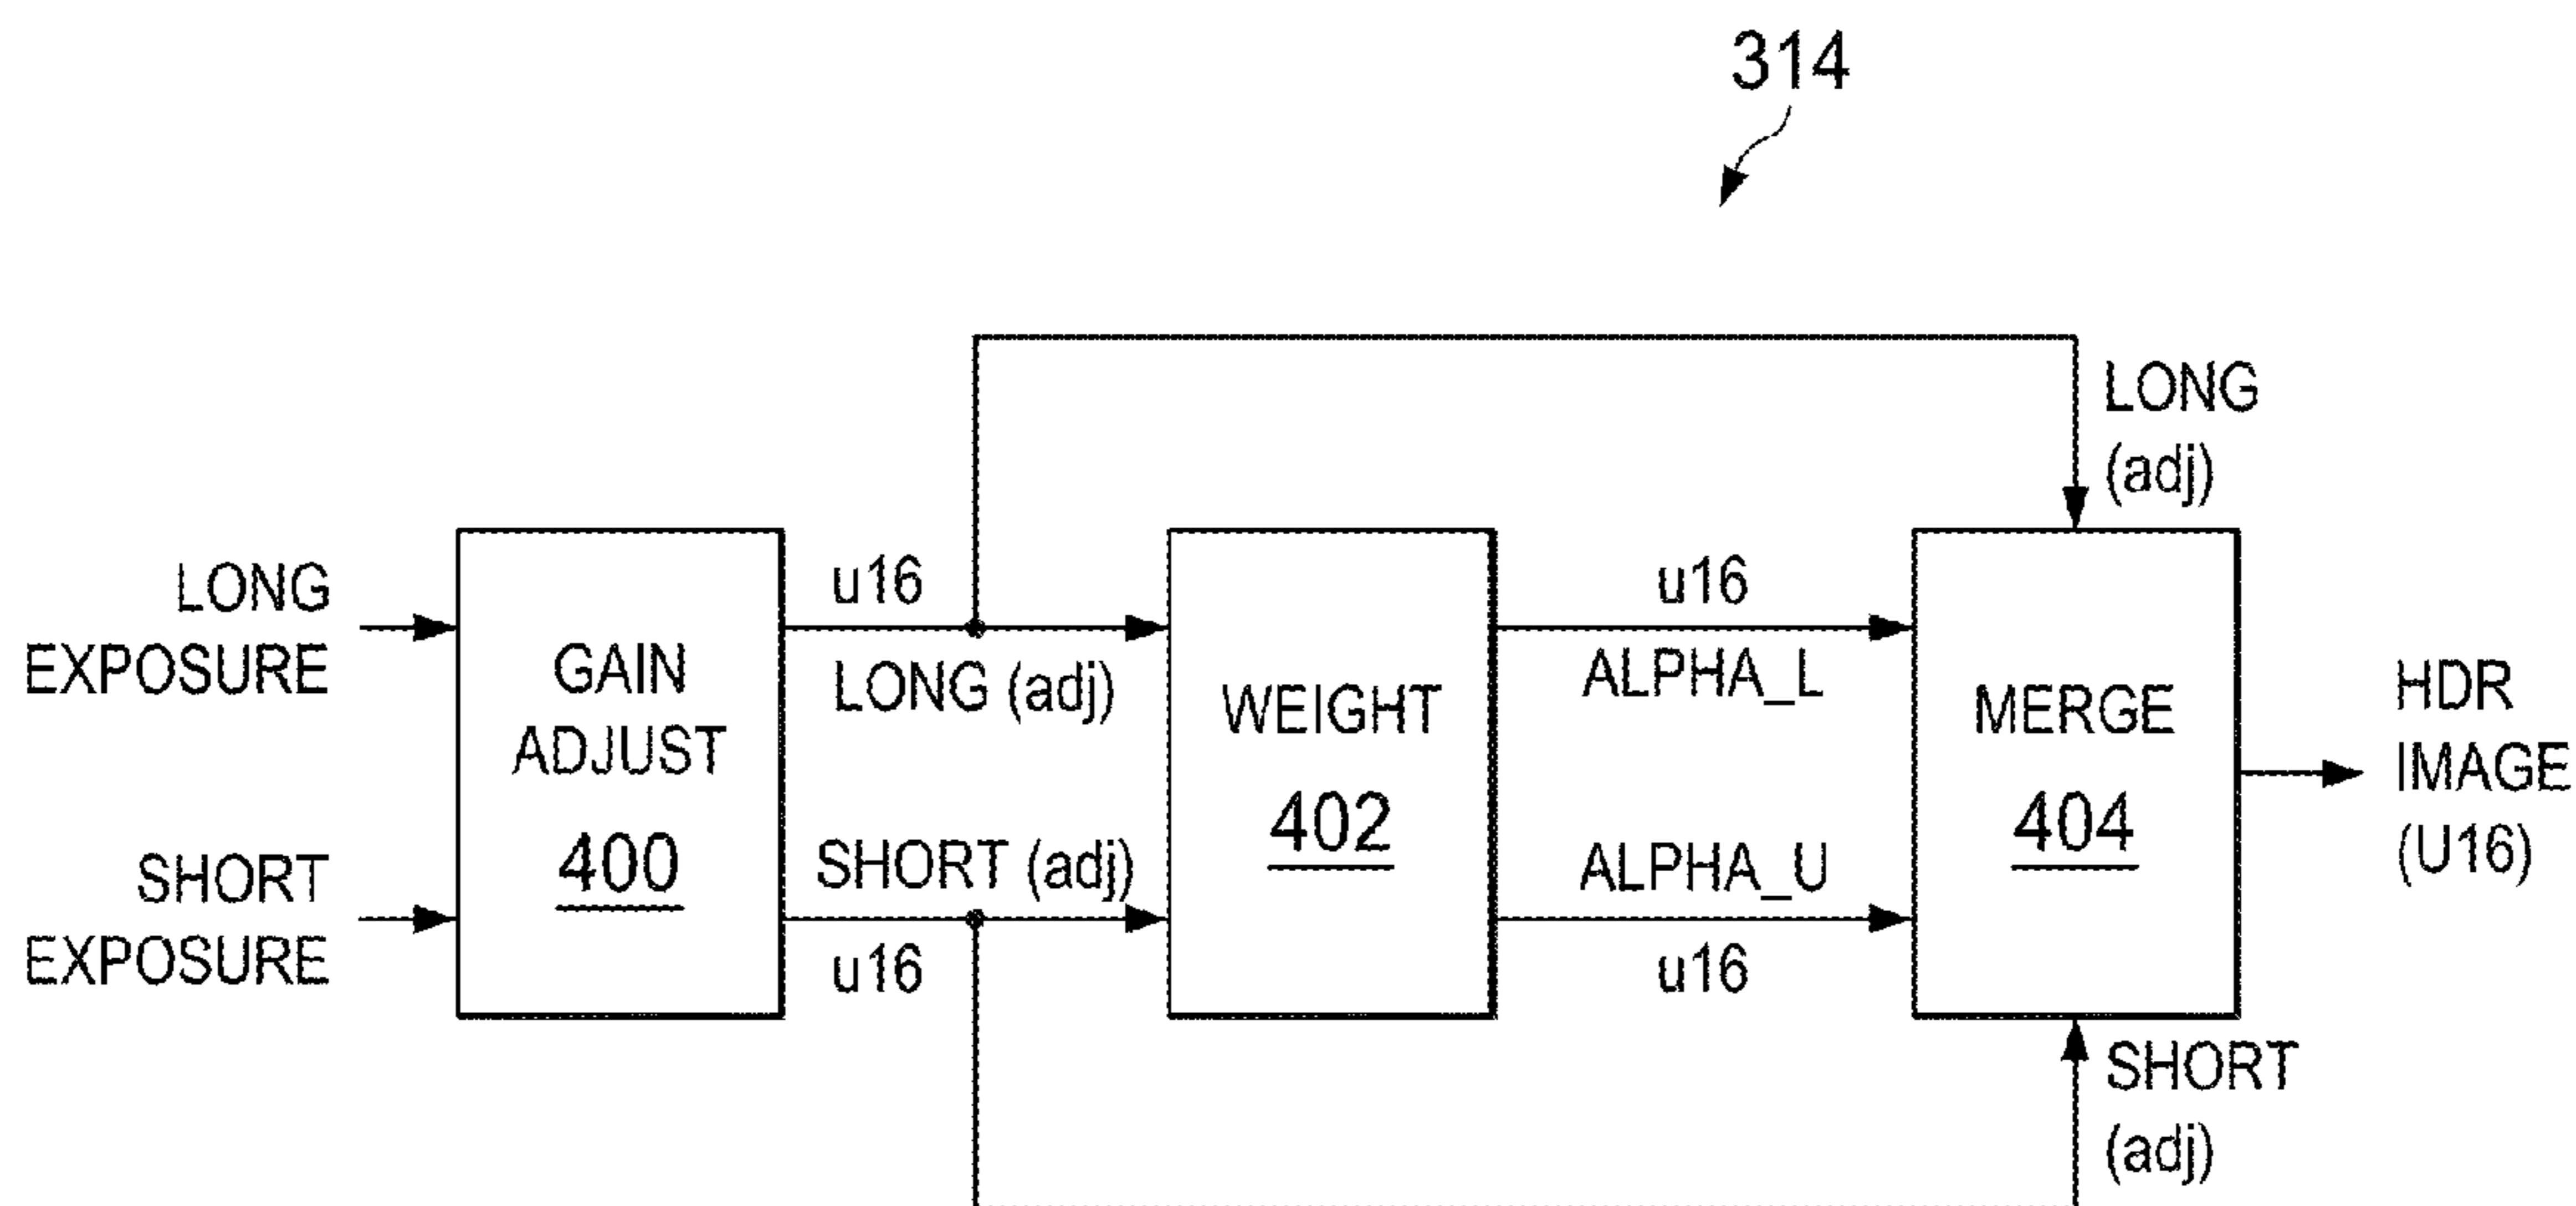 314
LONG
(adj)
LONG
EXPOSURE
SHORT
EXPOSURE
GAIN
ADJUST
400
u16
LONG (adj)
SHORT (adj)
u16
WEIGHT
402
u16
ALPHA_L
ALPHA_U
u16
MERGE
404
HDR
IMAGE
(U16)
SHORT
(adj)